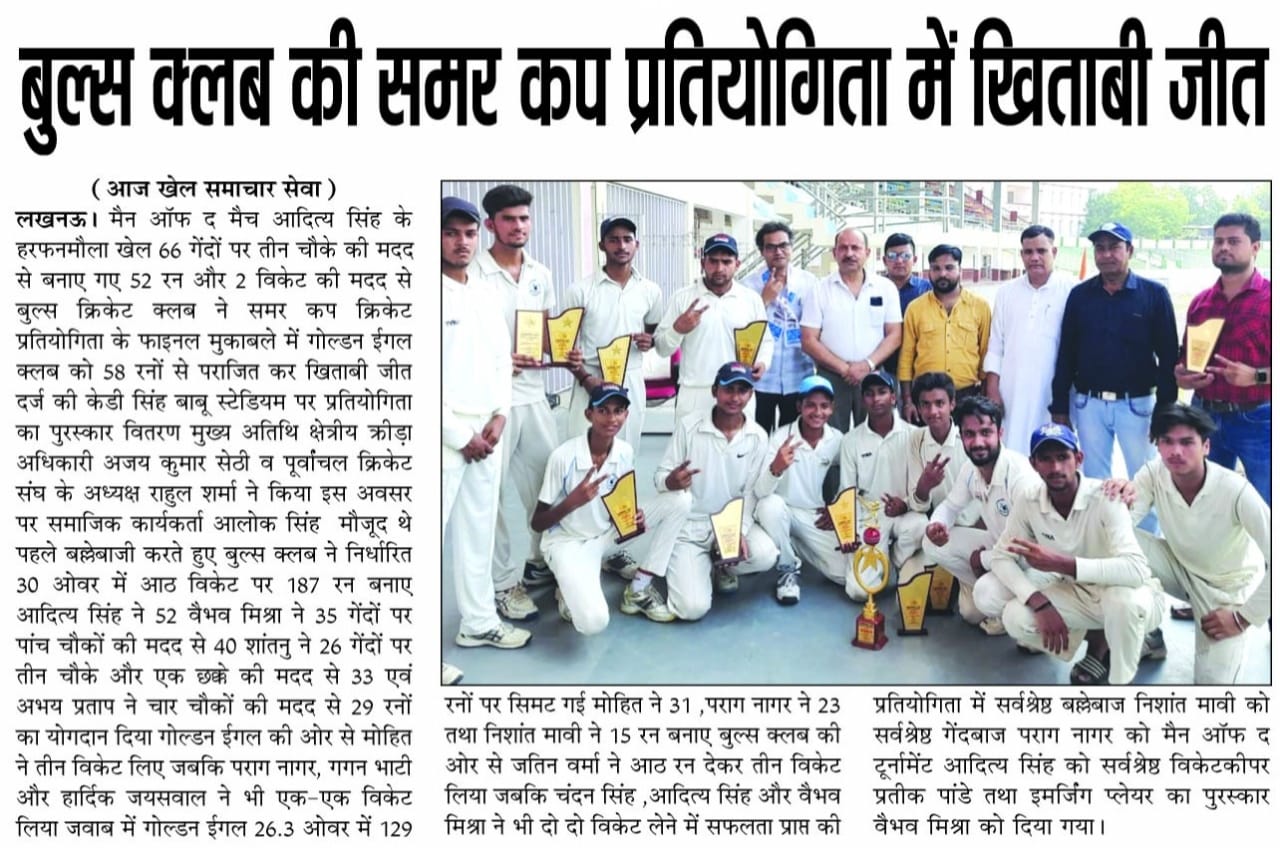 बुल्स क्लब की समर कप प्रतियोगिता में खिताबी जीत
( आज खेल समाचार सेवा )
लखनऊ। मैन ऑफ द मैच आदित्य सिंह के
हरफनमौला खेल 66 गेंदों पर तीन चौके की मदद
से बनाए गए 52 रन और 2 विकेट की मदद से
बुल्स क्रिकेट क्लब ने समर कप क्रिकेट
प्रतियोगिता के फाइनल मुकाबले में गोल्डन ईगल
क्लब को 58 रनों से पराजित कर खिताबी जीत
दर्ज की केडी सिंह बाबू स्टेडियम पर प्रतियोगिता
का पुरस्कार वितरण मुख्य अतिथि क्षेत्रीय क्रीड़ा
अधिकारी अजय कुमार सेठी व पूर्वांचल क्रिकेट
संघ के अध्यक्ष राहुल शर्मा ने किया इस अवसर
पर समाजिक कार्यकर्ता आलोक सिंह मौजूद थे
पहले बल्लेबाजी करते हुए बुल्स क्लब ने निर्धारित
30 ओवर में आठ विकेट पर 187 रन बनाए
आदित्य सिंह ने 52 वैभव मिश्रा ने 35 गेंदों पर
पांच चौकों की मदद से 40 शांतनु ने 26 गेंदों पर
तीन चौके और एक छक्के की मदद से 33 एवं
अभय प्रताप ने चार चौकों की मदद से 29 रनों
का योगदान दिया गोल्डन ईगल की ओर से मोहित
ने तीन विकेट लिए जबकि पराग नागर, गगन भाटी
और हार्दिक जयसवाल ने भी एक-एक विकेट
लिया जवाब में गोल्डन ईगल 26.3 ओवर में 129
रनों पर सिमट गई मोहित ने 31 ,पराग नागर ने 23
तथा निशांत मावी ने 15 रन बनाए बुल्स क्लब की
ओर से जतिन वर्मा ने आठ रन देकर तीन विकेट
लिया जबकि चंदन सिंह ,आदित्य सिंह और वैभव
मिश्रा ने भी दो दो विकेट लेने में सफलता प्राप्त की
प्रतियोगिता में सर्वश्रेष्ठ बल्लेबाज निशांत मावी को
सर्वश्रेष्ठ गेंदबाज पराग नागर को मैन ऑफ द
टूर्नामेंट आदित्य सिंह को सर्वश्रेष्ठ विकेटकीपर
प्रतीक पांडे तथा इमर्जिंग प्लेयर का पुरस्कार
वैभव मिश्रा को दिया गया।